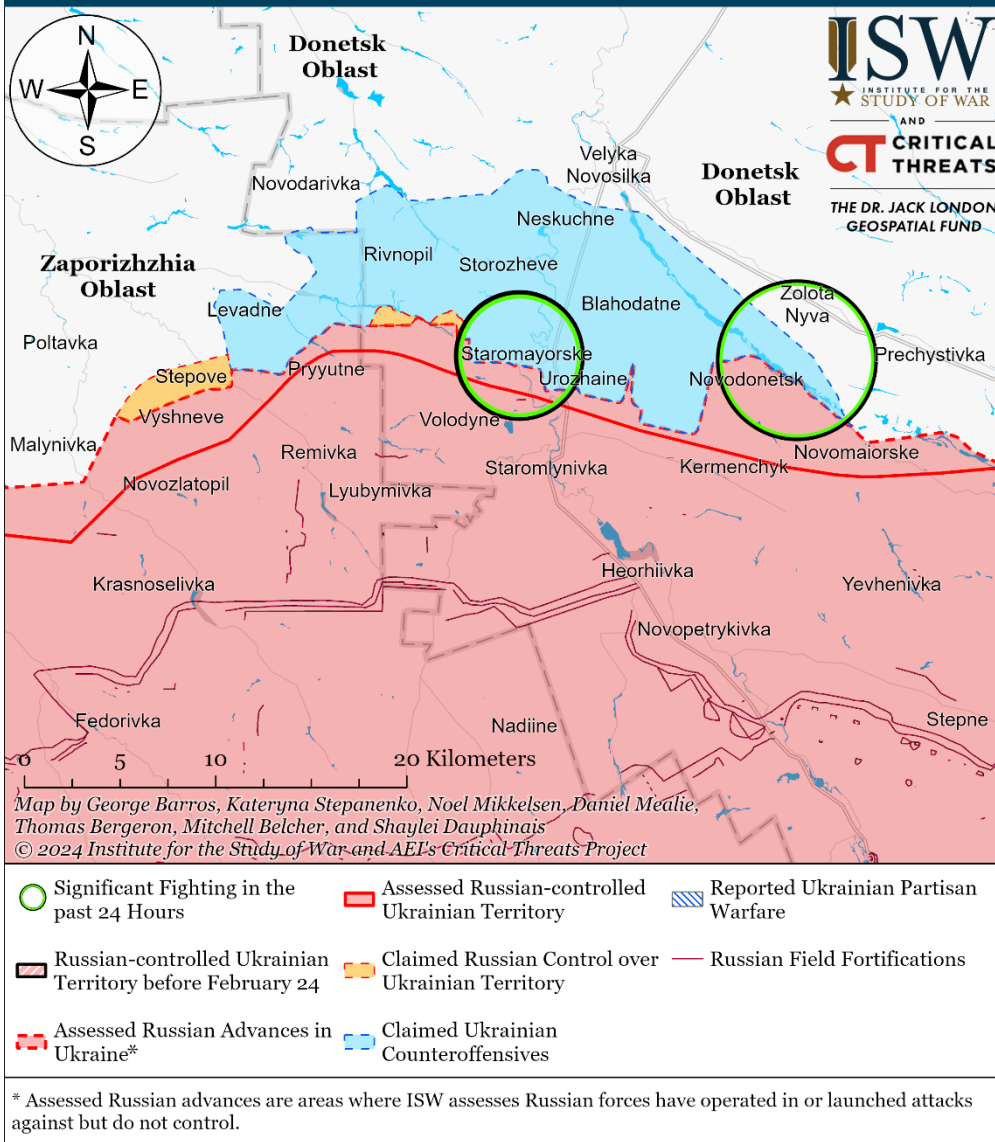 N
W
E
S
Donetsk
Oblast
ISW
INSTITUTE FOR THE
STUDY OF WAR
AND
CT CRITICAL
THREATS
THE DR. JACK LONDON
GEOSPATIAL FUND
Velyka
Novosilka
Donetsk
Oblast
Novodarivka
Neskuchne
Rivnopil
Storozheve
Zaporizhzhia
Oblast
Levadne
Blahodatne
Zolota
Nyva
Poltavka
Staromayorske
Prechystivka
Stepove
Pryyutne
Urozhaine
Novodonetsk
Vyshneve
Volodyne
Malynivka
Remivka
Novomaiorske
Staromlynivka
Kermenchyk
Novozlatopil
Lyubymivka
Heorhiivka
Krasnoselivka
Yevhenivka
Novopetrykivka
Fedorivka
Nadiine
Stepne
0
5
10
20 Kilometers
Map by George Barros, Kateryna Stepanenko, Noel Mikkelsen, Daniel Mealie,
Thomas Bergeron, Mitchell Belcher, and Shaylei Dauphinais
© 2024 Institute for the Study of War and AEI's Critical Threats Project
Significant Fighting in the
past 24 Hours
Russian-controlled Ukrainian
Territory before February 24
Assessed Russian Advances in
Ukraine*
Assessed Russian-controlled
Ukrainian Territory
Claimed Russian Control over
Ukrainian Territory
Claimed Ukrainian
Counteroffensives
Reported Ukrainian Partisan
Warfare
Russian Field Fortifications
* Assessed Russian advances are areas where ISW assesses Russian forces have operated in or launched attacks
against but do not control.